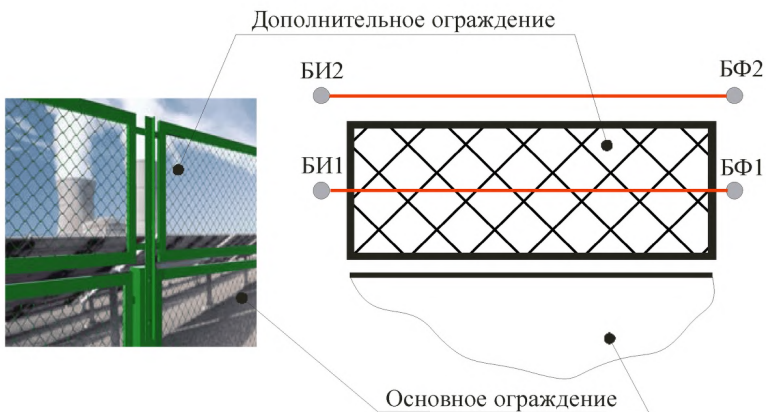 Дополнительное ограждение
БИ2
БФ2
БИ1
БФ1
Основное ограждение